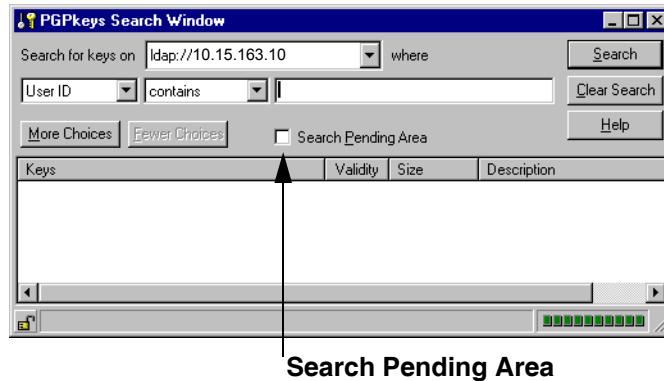 PGPkeys Search Window
Search for keys on ldap://10.15.163.10 where Search
User ID contains Clear Search
More Choices Fewer Choices Search Pending Area Help
Keys Validity Size Description
Search Pending Area